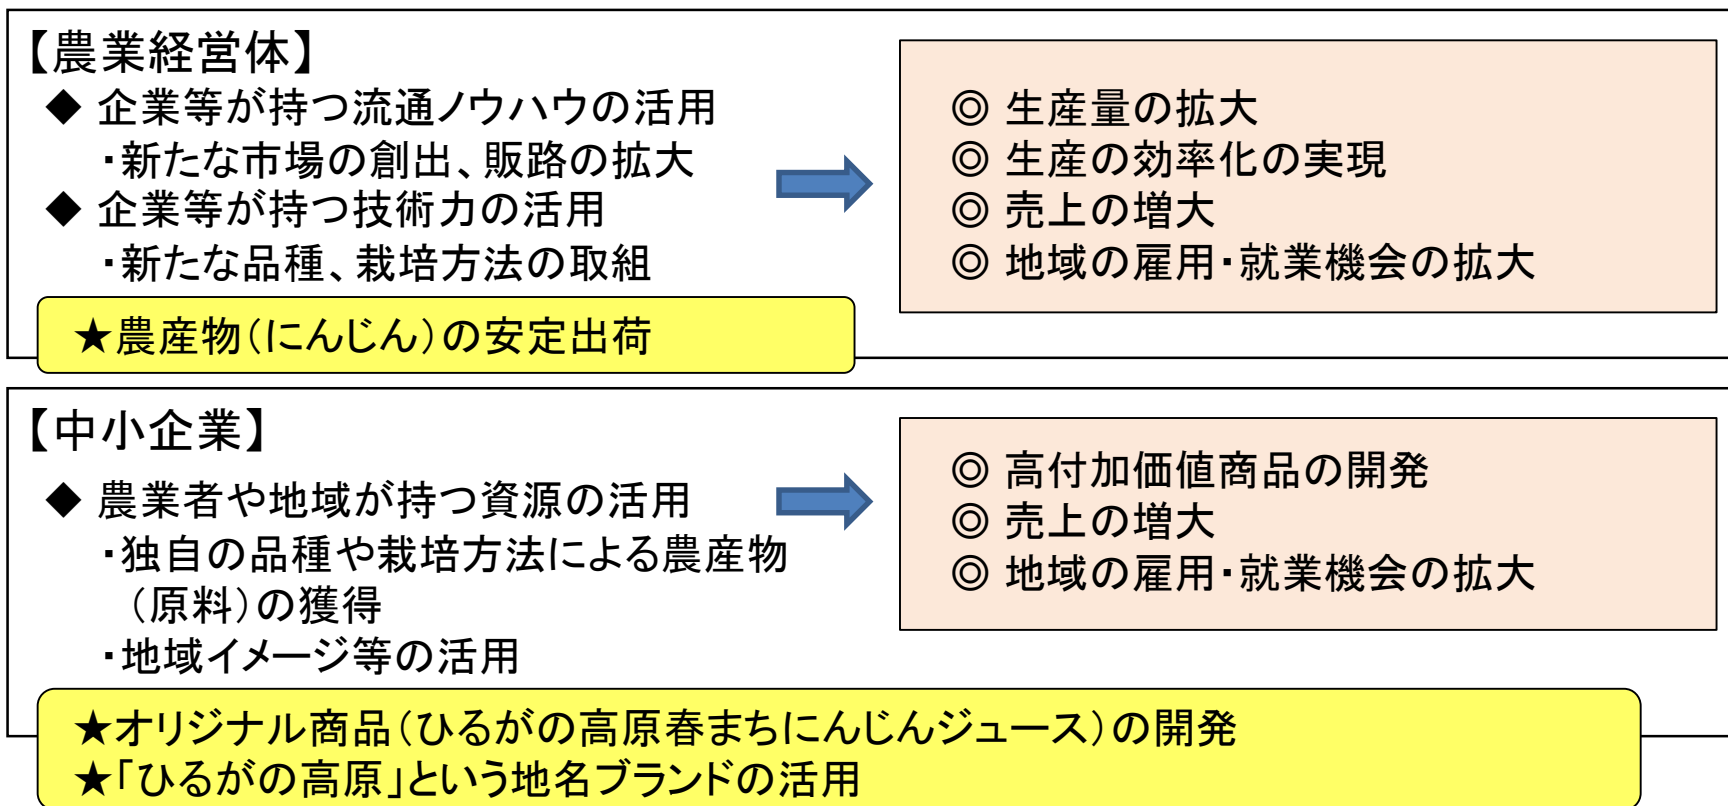 【農業経営体】
◆ 企業等が持つ流通ノウハウの活用
・新たな市場の創出、販路の拡大
◆ 企業等が持つ技術力の活用
・新たな品種、栽培方法の取組
★農産物(にんじん)の安定出荷
◎ 生産量の拡大
◎ 生産の効率化の実現
◎ 売上の増大
◎ 地域の雇用・就業機会の拡大
【中小企業】
◆ 農業者や地域が持つ資源の活用
・独自の品種や栽培方法による農産物
(原料)の獲得
・地域イメージ等の活用
◎ 高付加価値商品の開発
◎ 売上の増大
◎ 地域の雇用・就業機会の拡大
★オリジナル商品(ひるがの高原春まちにんじんジュース)の開発
★「ひるがの高原」という地名ブランドの活用